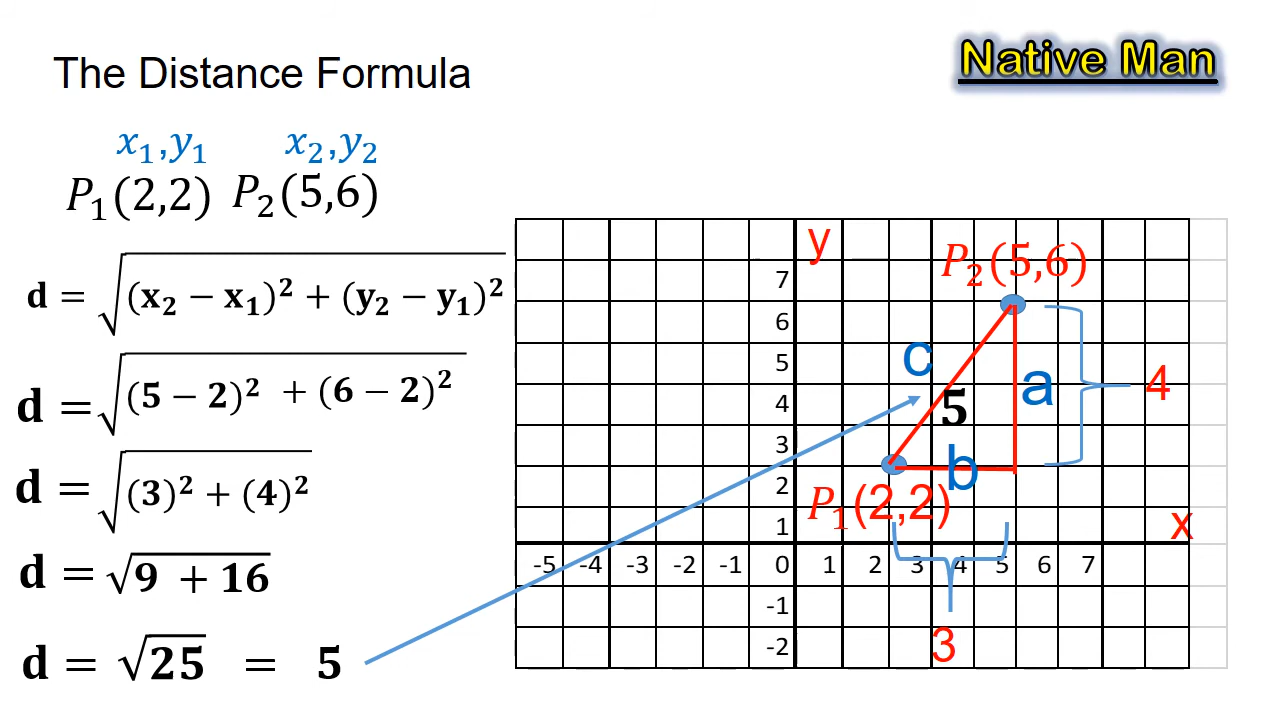 The Distance Formula
Native Man
x₁,y₁ x₂,y₂
P₁(2,2) P₂(5,6)
d = √(x₂ − x₁)² + (y₂ − y₁)²
d = √(5 − 2)² + (6 − 2)²
d = √(3)² + (4)²
d = √9 + 16
d = √25 = 5
y
P₂(5,6)
7
6
5
4
3
2
1
c
a
4
5
b
P₁(2,2)
x
-5 -4 -3 -2 -1 0 1 2 3 4 5 6 7
-1
-2
3